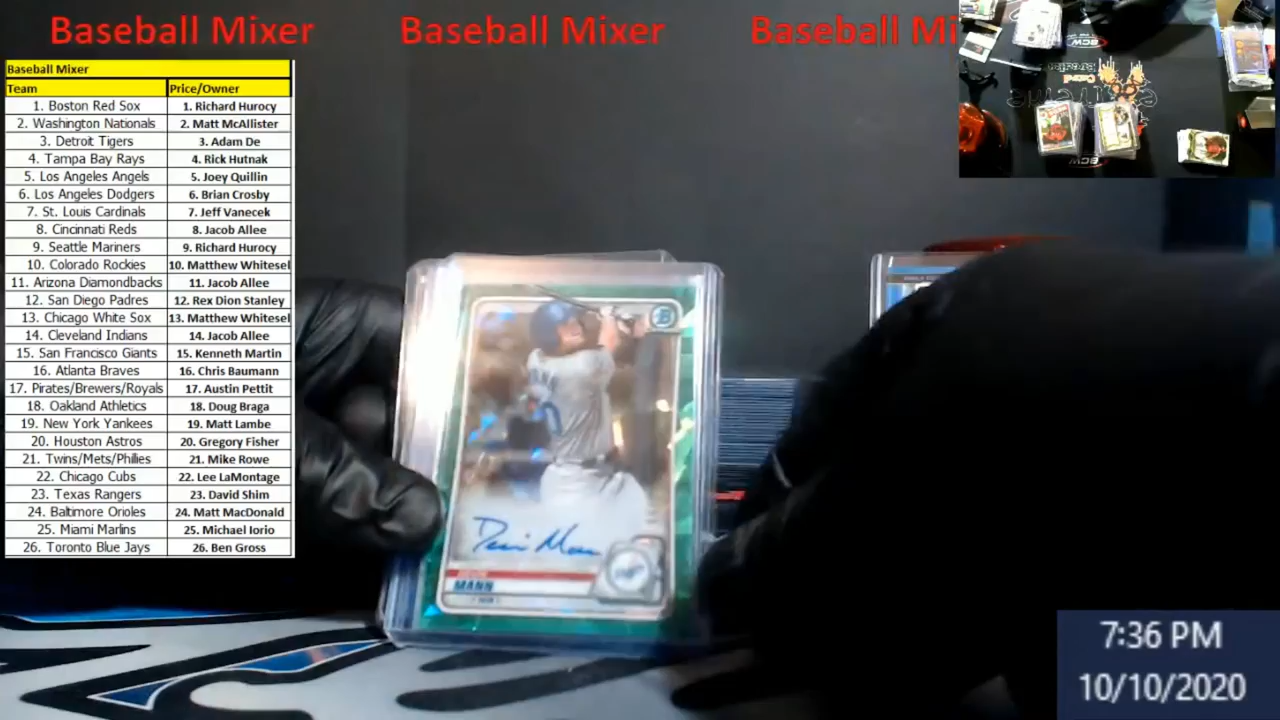 Baseball Mixer Baseball Mixer Baseball Mi
Baseball Mixer
Team Price/Owner
1. Boston Red Sox 1. Richard Hurocy
2. Washington Nationals 2. Matt McAllister
3. Detroit Tigers 3. Adam De
4. Tampa Bay Rays 4. Rick Hutnak
5. Los Angeles Angels 5. Joey Quillin
6. Los Angeles Dodgers 6. Brian Crosby
7. St. Louis Cardinals 7. Jeff Vanecek
8. Cincinnati Reds 8. Jacob Allee
9. Seattle Mariners 9. Richard Hurocy
10. Colorado Rockies 10. Matthew Whitesel
11. Arizona Diamondbacks 11. Jacob Allee
12. San Diego Padres 12. Rex Dion Stanley
13. Chicago White Sox 13. Matthew Whitesel
14. Cleveland Indians 14. Jacob Allee
15. San Francisco Giants 15. Kenneth Martin
16. Atlanta Braves 16. Chris Baumann
17. Pirates/Brewers/Royals 17. Austin Pettit
18. Oakland Athletics 18. Doug Braga
19. New York Yankees 19. Matt Lambe
20. Houston Astros 20. Gregory Fisher
21. Twins/Mets/Phillies 21. Mike Rowe
22. Chicago Cubs 22. Lee LaMontage
23. Texas Rangers 23. David Shim
24. Baltimore Orioles 24. Matt MacDonald
25. Miami Marlins 25. Michael Iorio
26. Toronto Blue Jays 26. Ben Gross
MANN
7:36 PM
10/10/2020